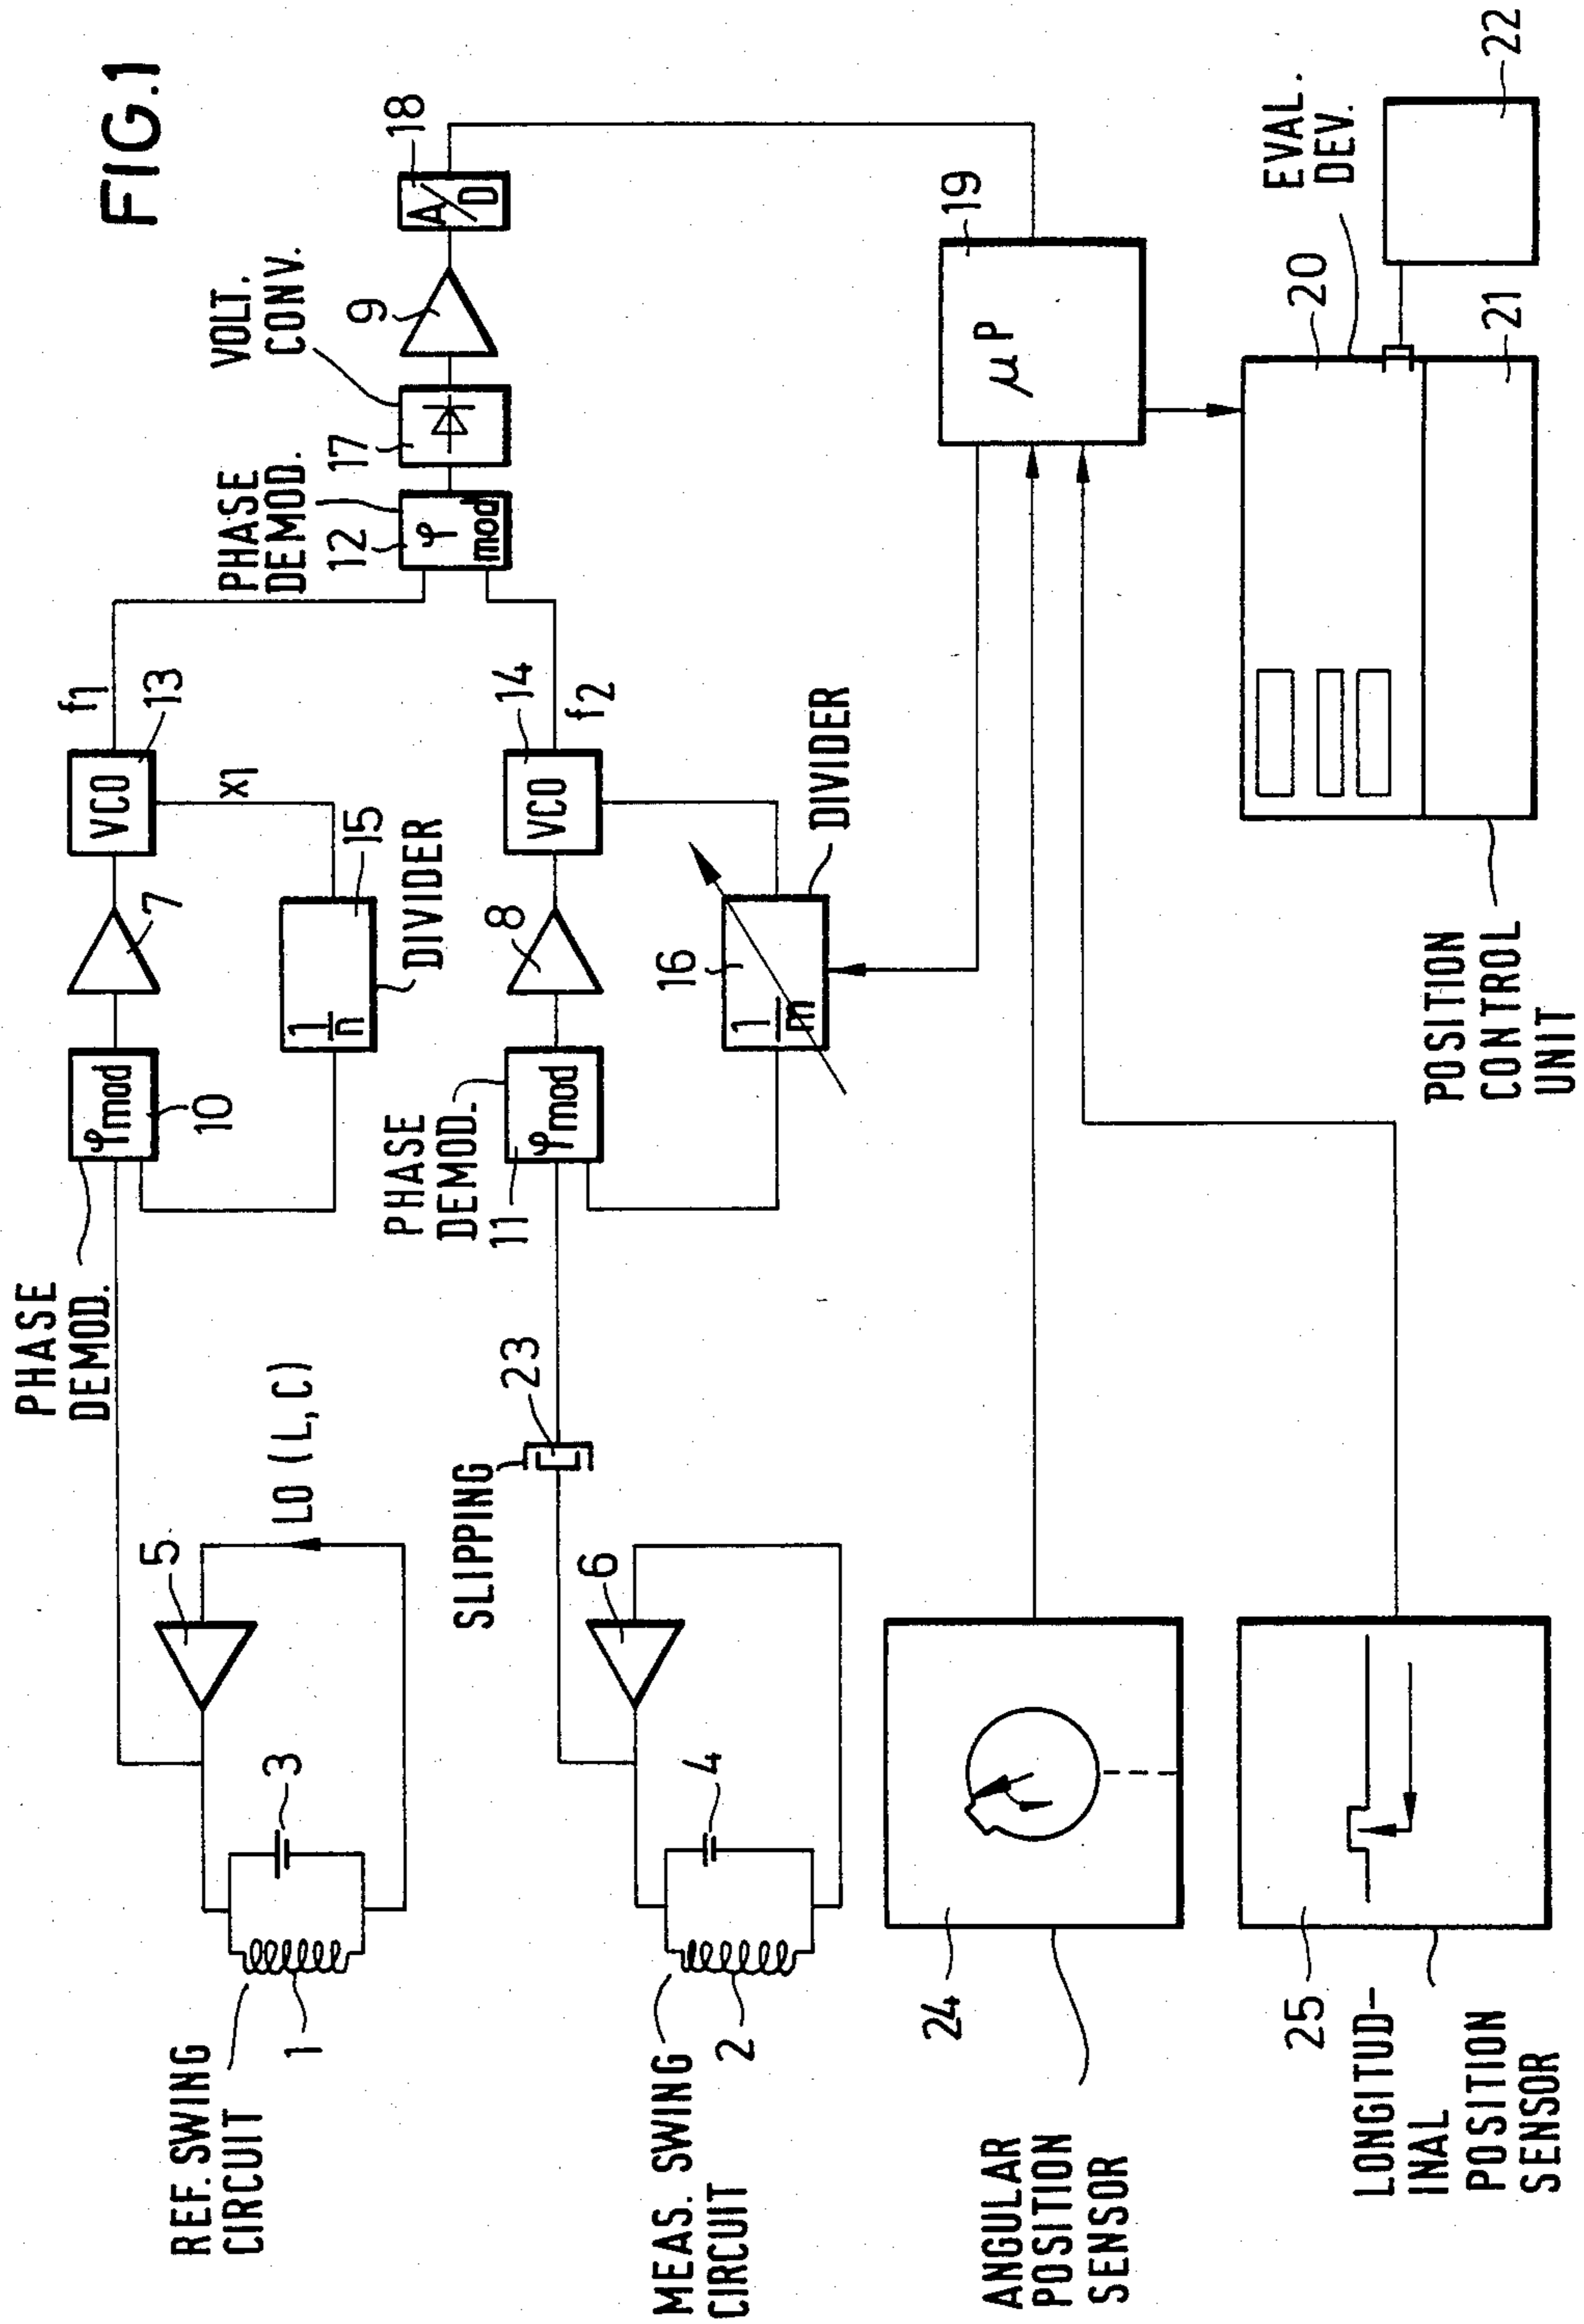 FIG.1
PHASE
DEMOD.
10
φmod
7
VCO
13
f1
x1
15
1/n
DIVIDER
REF. SWING
CIRCUIT
1
3
5
LO (L,C)
PHASE
DEMOD.
11
φmod
8
VCO
14
f2
16
1/m
DIVIDER
MEAS. SWING
CIRCUIT
2
4
6
SLIPPING
23
PHASE
DEMOD.
12
φ
mod
VOLT.
CONV.
17
9
18
A/D
19
μP
ANGULAR
POSITION
SENSOR
24
LONGITUD-
INAL
POSITION
SENSOR
25
POSITION
CONTROL
UNIT
20
21
EVAL.
DEV.
22